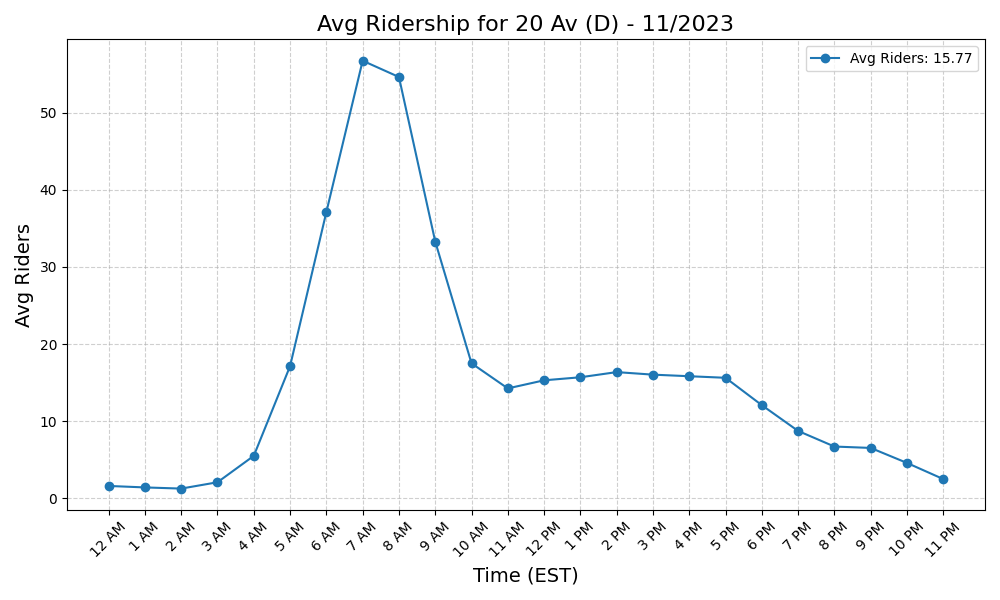 Avg Ridership for 20 Av (D) - 11/2023
Avg Riders: 15.77
Avg Riders
50
40
30
20
10
0
12 AM
1 AM
2 AM
3 AM
4 AM
5 AM
6 AM
7 AM
8 AM
9 AM
10 AM
11 AM
12 PM
1 PM
2 PM
3 PM
4 PM
5 PM
6 PM
7 PM
8 PM
9 PM
10 PM
11 PM
Time (EST)